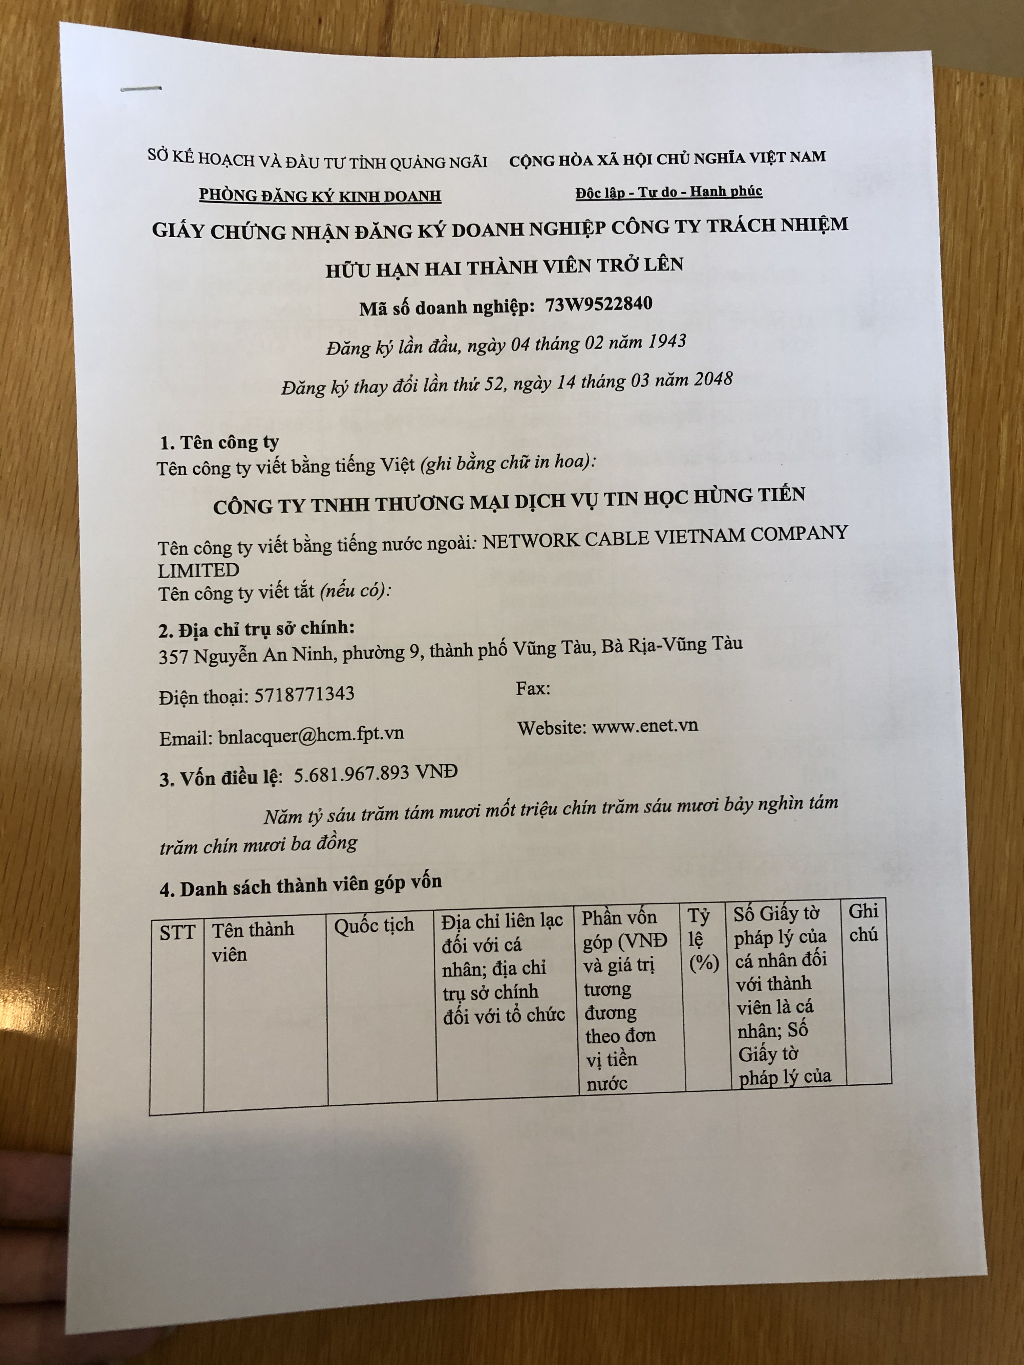 SỞ KẾ HOẠCH VÀ ĐẦU TƯ TỈNH QUẢNG NGÃI CỘNG HÒA XÃ HỘI CHỦ NGHĨA VIỆT NAM
PHÒNG ĐĂNG KÝ KINH DOANH Độc lập - Tự do - Hạnh phúc
GIẤY CHỨNG NHẬN ĐĂNG KÝ DOANH NGHIỆP CÔNG TY TRÁCH NHIỆM
HỮU HẠN HAI THÀNH VIÊN TRỞ LÊN
Mã số doanh nghiệp: 73W9522840
Đăng ký lần đầu, ngày 04 tháng 02 năm 1943
Đăng ký thay đổi lần thứ 52, ngày 14 tháng 03 năm 2048
1. Tên công ty
Tên công ty viết bằng tiếng Việt (ghi bằng chữ in hoa):
CÔNG TY TNHH THƯƠNG MẠI DỊCH VỤ TIN HỌC HÙNG TIẾN
Tên công ty viết bằng tiếng nước ngoài: NETWORK CABLE VIETNAM COMPANY
LIMITED
Tên công ty viết tắt (nếu có):
2. Địa chỉ trụ sở chính:
357 Nguyễn An Ninh, phường 9, thành phố Vũng Tàu, Bà Rịa-Vũng Tàu
Điện thoại: 5718771343 Fax:
Email: bnlacquer@hcm.fpt.vn Website: www.enet.vn
3. Vốn điều lệ: 5.681.967.893 VNĐ
Năm tỷ sáu trăm tám mươi mốt triệu chín trăm sáu mươi bảy nghìn tám
trăm chín mươi ba đồng
4. Danh sách thành viên góp vốn
STT
Tên thành
viên
Quốc tịch
Địa chỉ liên lạc
đối với cá
nhân; địa chỉ
trụ sở chính
đối với tổ chức
Phần vốn
góp (VNĐ
và giá trị
tương
đương
theo đơn
vị tiền
nước
Tỷ
lệ
(%)
Số Giấy tờ
pháp lý của
cá nhân đối
với thành
viên là cá
nhân; Số
Giấy tờ
pháp lý của
Ghi
chú